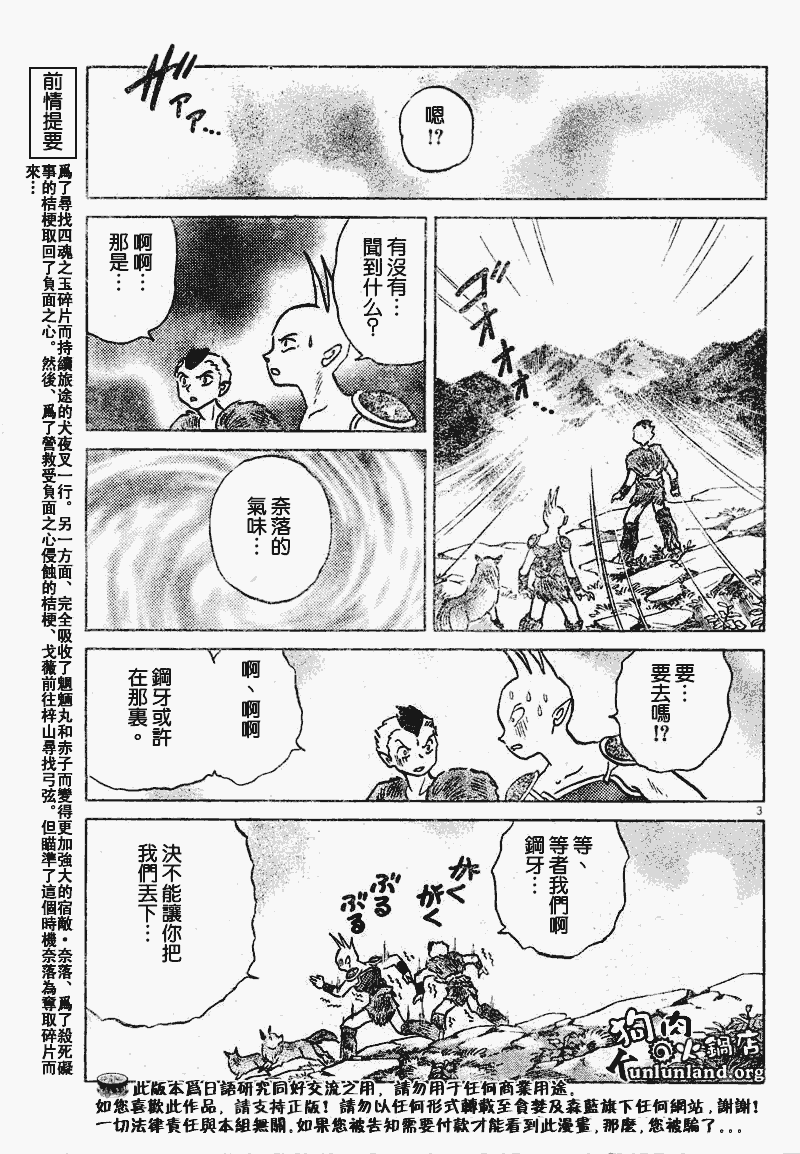 前情提要
爲了尋找四魂之玉碎片而持續旅途的犬夜叉一行。另一方面、完全吸收了魍魎丸和赤子而變得更加強大的宿敵・奈落、爲了殺死礙
事的桔梗取回了負面之心。然後、爲了營救受負面之心侵蝕的桔梗、戈薇前往梓山尋找弓弦。但瞄準了這個時機奈落為奪取碎片而
來…
ザァ
ァァ…
嗯
!?
ゴオオオ…
有沒有…
聞到什么?
啊啊…
那是…
奈落的
氣味…
要…
要去嗎!?
啊、啊啊
鋼牙或許
在那裏。
3
等、
等者我們啊
鋼牙…
がく
がく
ぶる
ぶる
決不能讓你把
我們丟下…
狗肉
火鍋店
unlunland.org
此版本爲日語研究同好交流之用，請勿用于任何商業用途。
如您喜歡此作品，請支持正版！請勿以任何形式轉載至貪婪及森藍旗下任何網站，謝謝！
一切法律責任與本組無關.如果您被告知需要付款才能看到此漫畫，那麼，您被騙了...